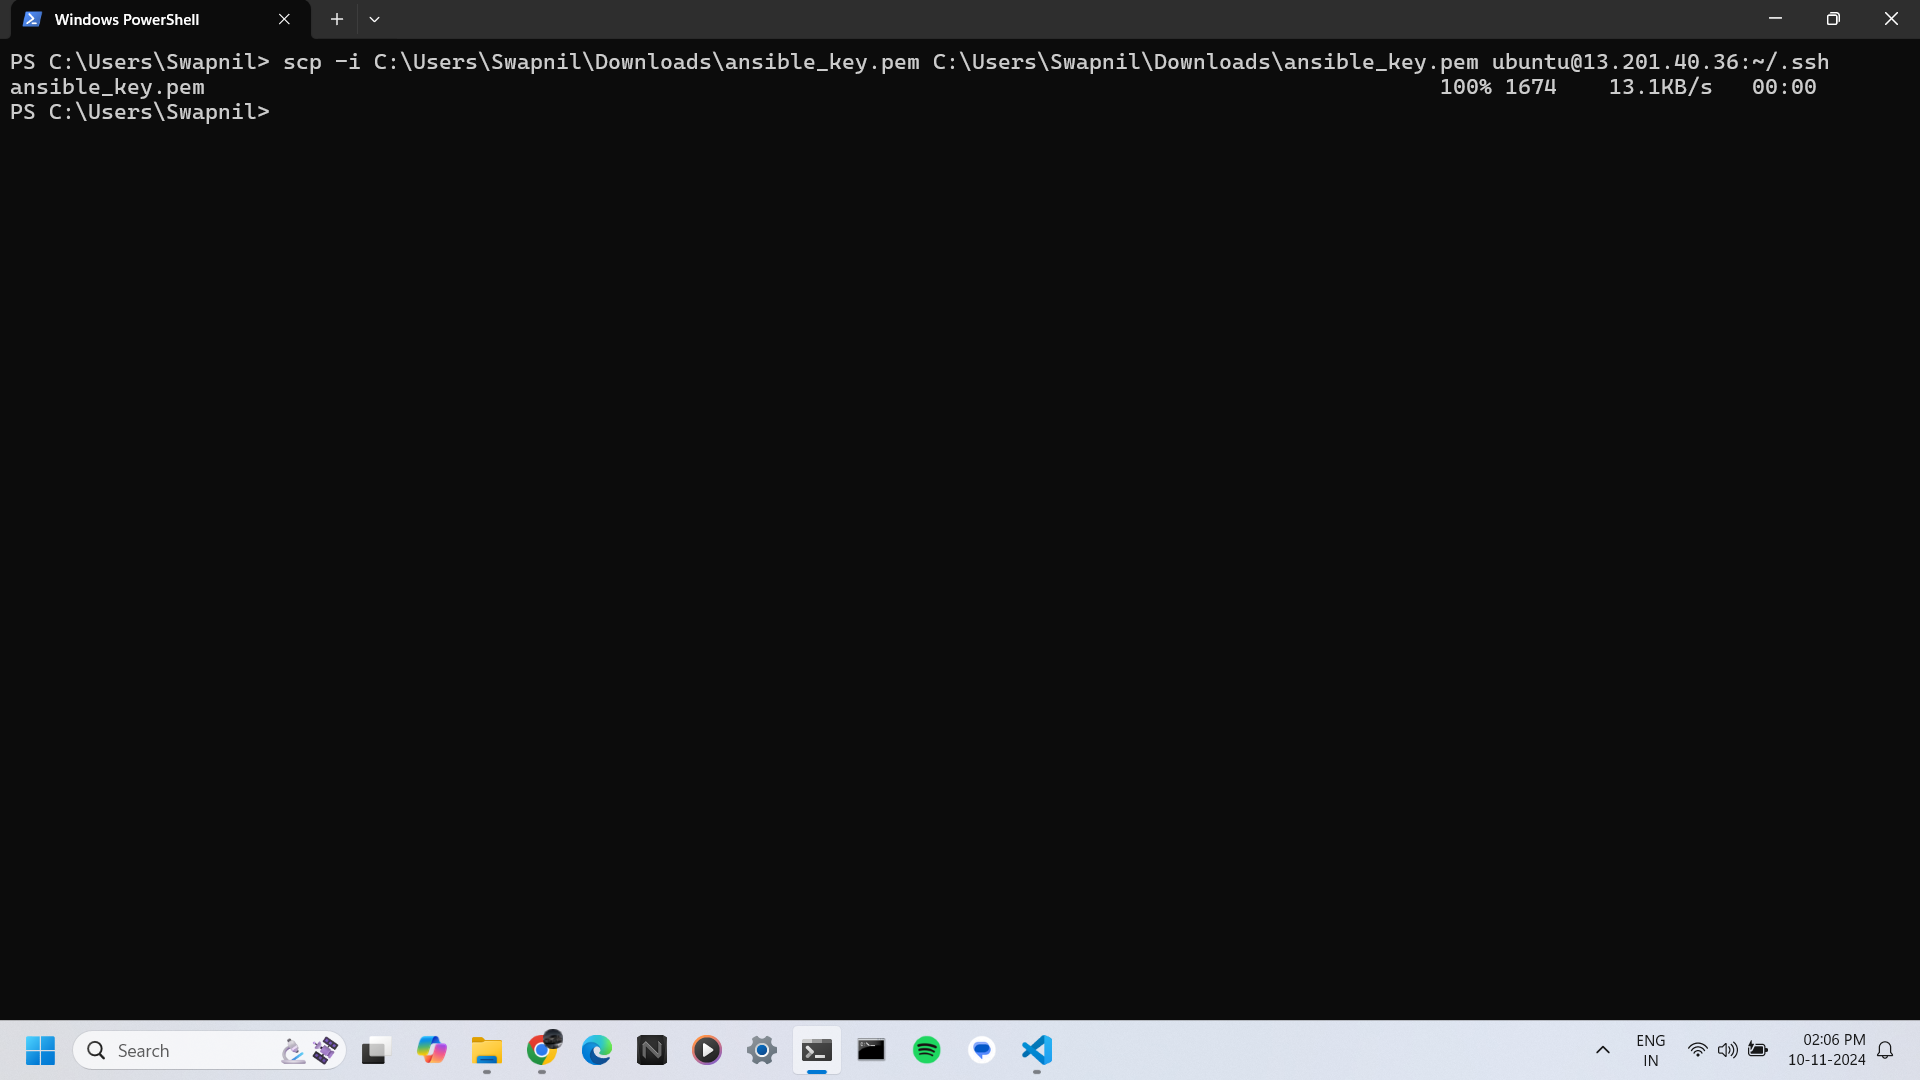 Windows PowerShell
PS C:\Users\Swapnil> scp -i C:\Users\Swapnil\Downloads\ansible_key.pem C:\Users\Swapnil\Downloads\ansible_key.pem ubuntu@13.201.40.36:~/.ssh
ansible_key.pem 100% 1674 13.1KB/s 00:00
PS C:\Users\Swapnil>
Search
ENG
IN
02:06 PM
10-11-2024